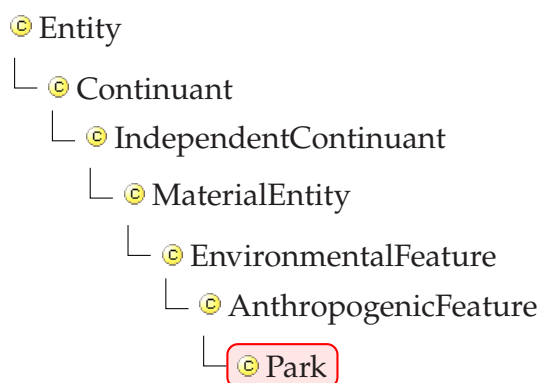 © Entity
© Continuant
© IndependentContinuant
© MaterialEntity
© EnvironmentalFeature
© AnthropogenicFeature
© Park